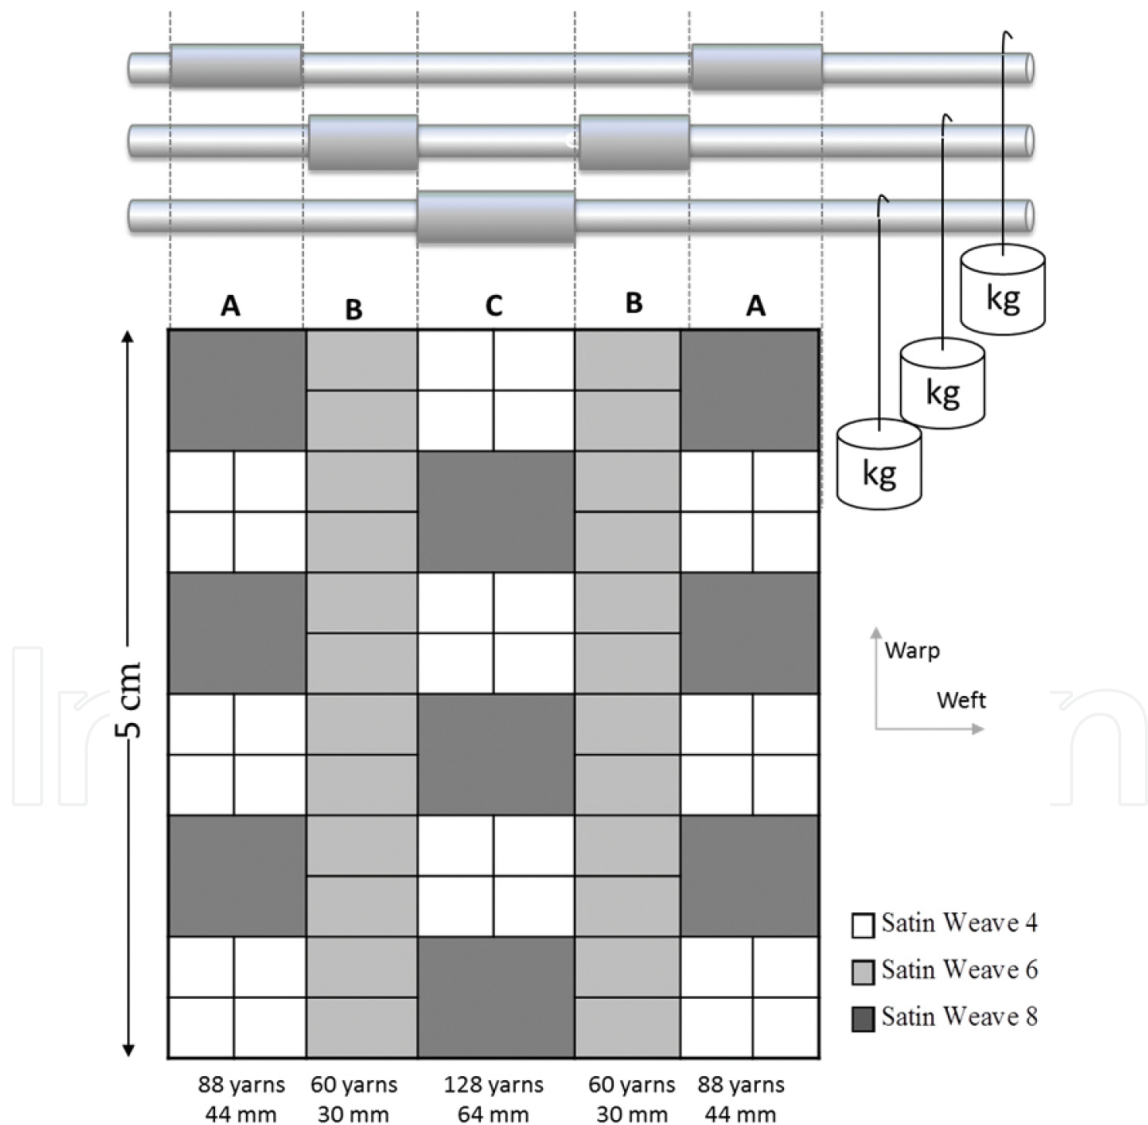 A B C B A
kg
kg
kg
5 cm
Warp
Weft
Satin Weave 4
Satin Weave 6
Satin Weave 8
88 yarns 60 yarns 128 yarns 60 yarns 88 yarns
44 mm 30 mm 64 mm 30 mm 44 mm